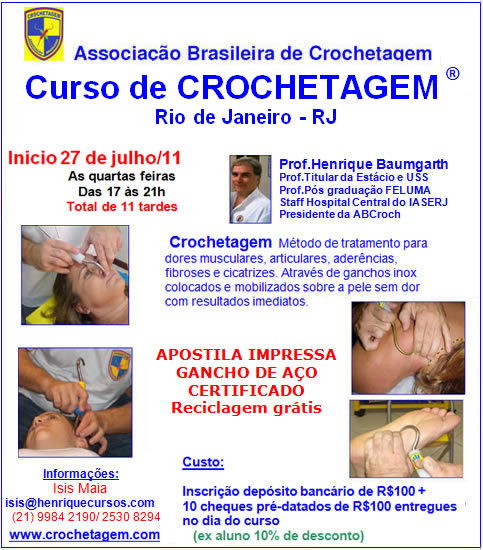 Associação Brasileira de Crochetagem
Curso de CROCHETAGEM ®
Rio de Janeiro - RJ
Inicio 27 de julho/11
As quartas feiras
Das 17 às 21h
Total de 11 tardes
Prof.Henrique Baumgarth
Prof.Titular da Estácio e USS
Prof.Pós graduação FELUMA
Staff Hospital Central do IASERJ
Presidente da ABCroch
Crochetagem Método de tratamento para
dores musculares, articulares, aderências,
fibroses e cicatrizes. Através de ganchos inox
colocados e mobilizados sobre a pele sem dor
com resultados imediatos.
APOSTILA IMPRESSA
GANCHO DE AÇO
CERTIFICADO
Reciclagem grátis
Informações:
Isis Maia
isis@henriquecursos.com
(21) 9984 2190/ 2530 8294
www.crochetagem.com
Custo:
Inscrição depósito bancário de R$100 +
10 cheques pré-datados de R$100 entregues
no dia do curso
(ex aluno 10% de desconto)